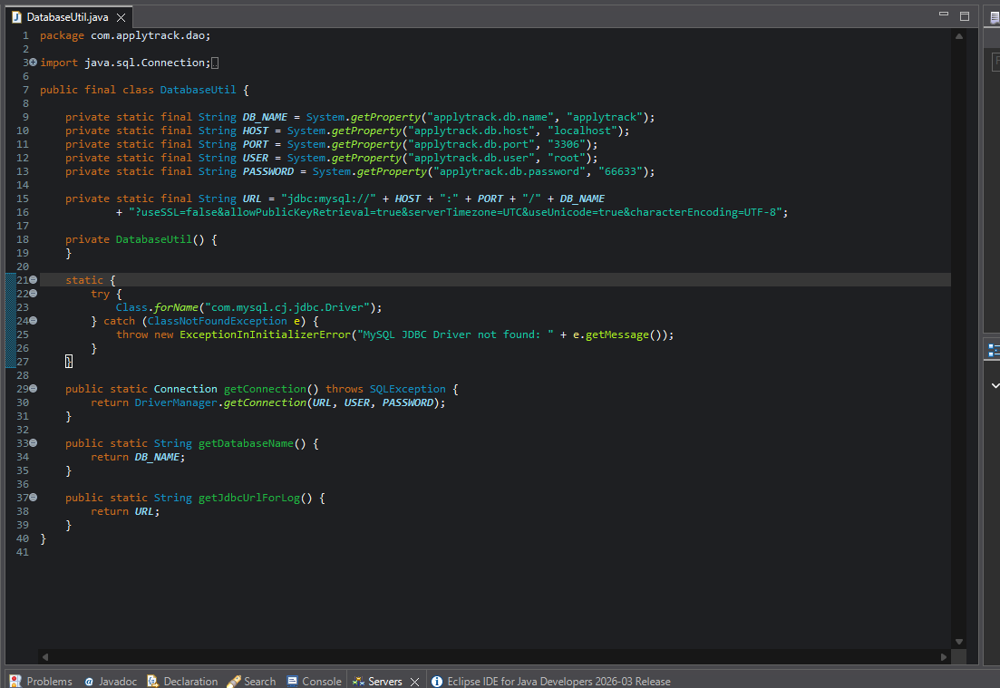 DatabaseUtil.java
1 package com.applytrack.dao;
2
3 import java.sql.Connection;
6
7 public final class DatabaseUtil {
8
9     private static final String DB_NAME = System.getProperty("applytrack.db.name", "applytrack");
10     private static final String HOST = System.getProperty("applytrack.db.host", "localhost");
11     private static final String PORT = System.getProperty("applytrack.db.port", "3306");
12     private static final String USER = System.getProperty("applytrack.db.user", "root");
13     private static final String PASSWORD = System.getProperty("applytrack.db.password", "66633");
14
15     private static final String URL = "jdbc:mysql://" + HOST + ":" + PORT + "/" + DB_NAME
16             + "?useSSL=false&allowPublicKeyRetrieval=true&serverTimezone=UTC&useUnicode=true&characterEncoding=UTF-8";
17
18     private DatabaseUtil() {
19     }
20
21     static {
22         try {
23             Class.forName("com.mysql.cj.jdbc.Driver");
24         } catch (ClassNotFoundException e) {
25             throw new ExceptionInInitializerError("MySQL JDBC Driver not found: " + e.getMessage());
26         }
27     }
28
29     public static Connection getConnection() throws SQLException {
30         return DriverManager.getConnection(URL, USER, PASSWORD);
31     }
32
33     public static String getDatabaseName() {
34         return DB_NAME;
35     }
36
37     public static String getJdbcUrlForLog() {
38         return URL;
39     }
40 }
41
Problems Javadoc Declaration Search Console Servers Eclipse IDE for Java Developers 2026-03 Release